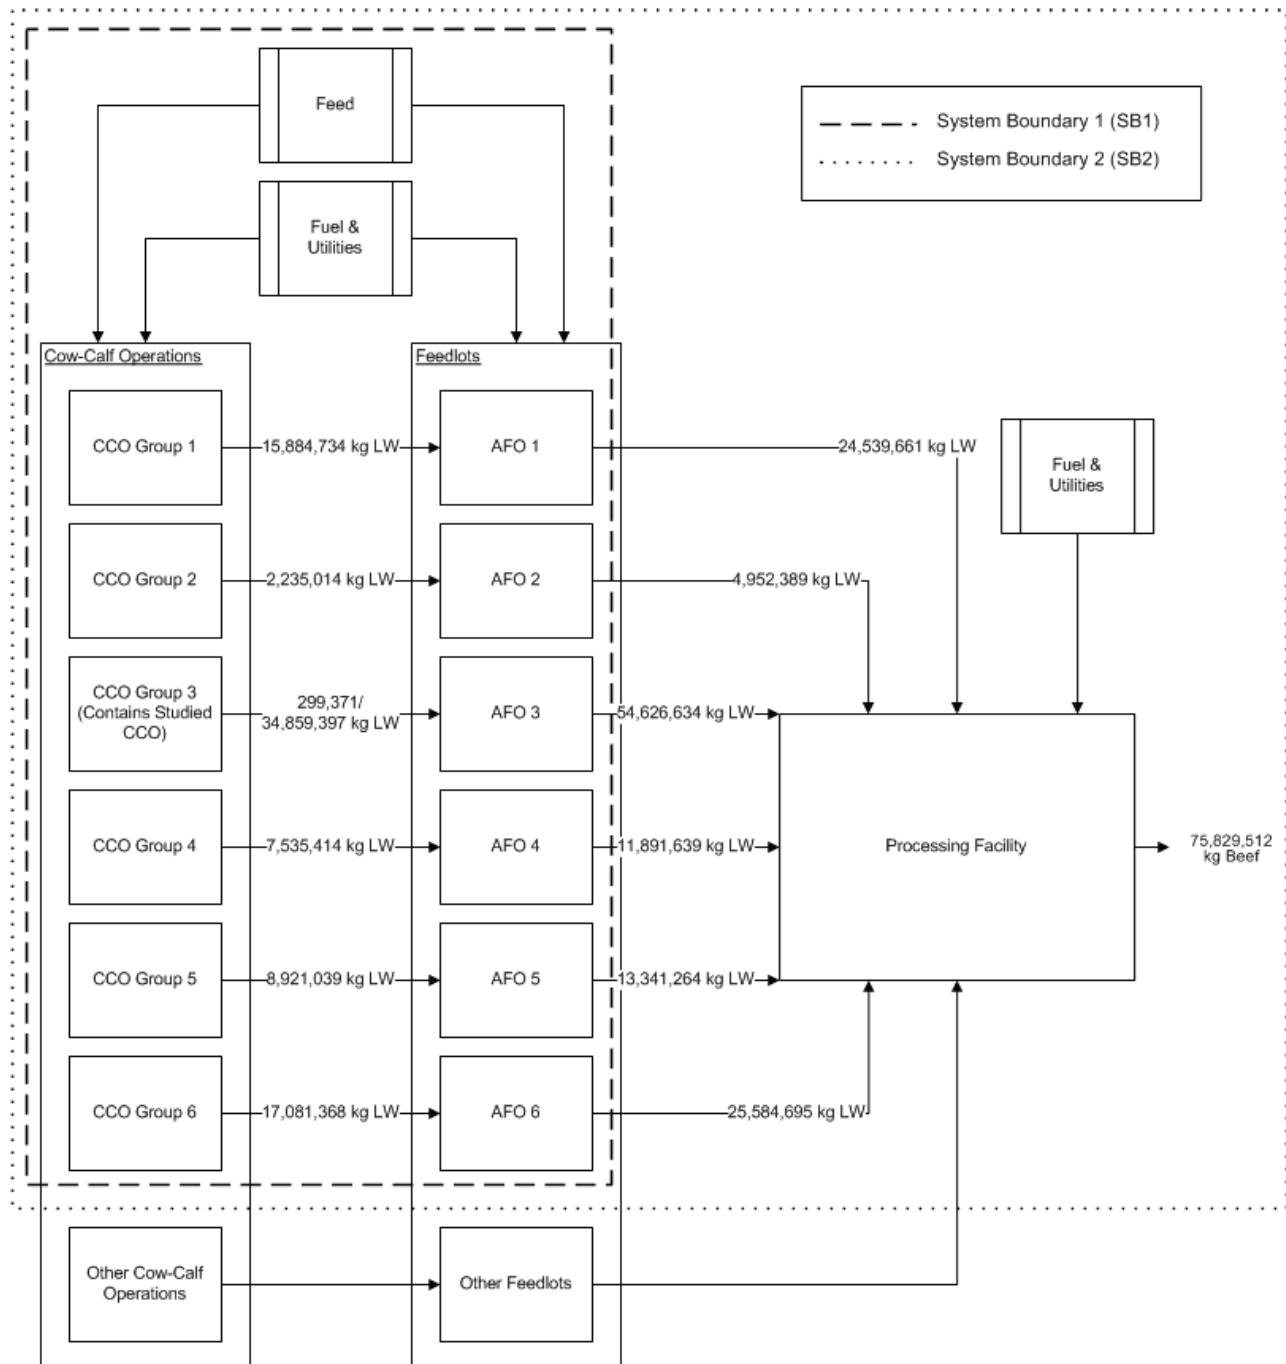 Feed
System Boundary 1 (SB1)
System Boundary 2 (SB2)
Fuel &
Utilities
Cow-Calf Operations
Feedlots
CCO Group 1
15,884,734 kg LW
AFO 1
24,539,661 kg LW
Fuel &
Utilities
CCO Group 2
2,235,014 kg LW
AFO 2
4,952,389 kg LW
CCO Group 3
(Contains Studied
CCO)
299,371/
34,859,397 kg LW
AFO 3
54,626,634 kg LW
CCO Group 4
7,535,414 kg LW
AFO 4
11,891,639 kg LW
Processing Facility
75,829,512
kg Beef
CCO Group 5
8,921,039 kg LW
AFO 5
13,341,264 kg LW
CCO Group 6
17,081,368 kg LW
AFO 6
25,584,695 kg LW
Other Cow-Calf
Operations
Other Feedlots